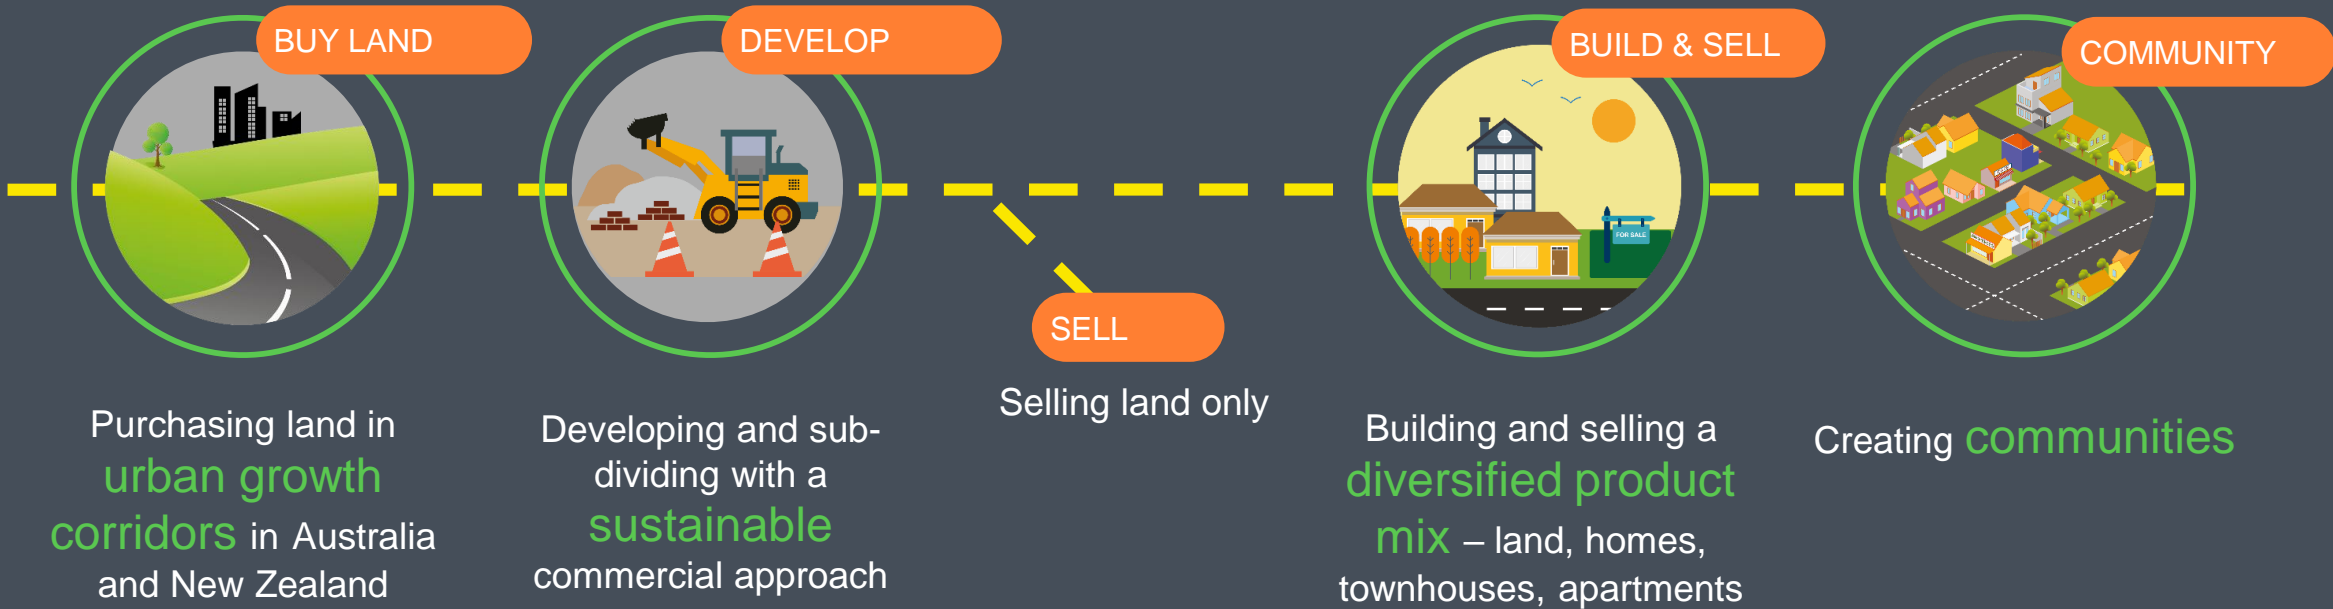 BUY LAND
Purchasing land in
urban growth
corridors in Australia
and New Zealand
DEVELOP
Developing and sub-
dividing with a
sustainable
commercial approach
SELL
Selling land only
BUILD & SELL
FOR SALE
Building and selling a
diversified product
mix – land, homes,
townhouses, apartments
COMMUNITY
Creating communities